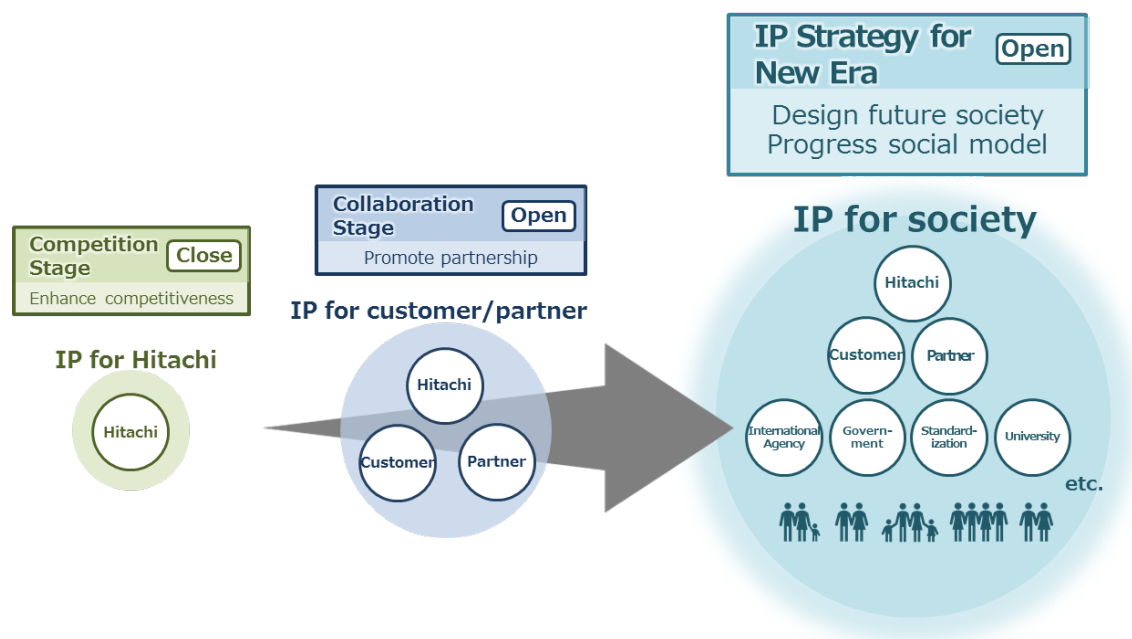 Competition
Stage
Close
Enhance competitiveness
IP for Hitachi
Hitachi
Collaboration
Stage
Open
Promote partnership
IP for customer/partner
Hitachi
Customer
Partner
IP Strategy for
New Era
Open
Design future society
Progress social model
IP for society
Hitachi
Customer
Partner
International
Agency
Govern-
ment
Standard-
ization
University
etc.